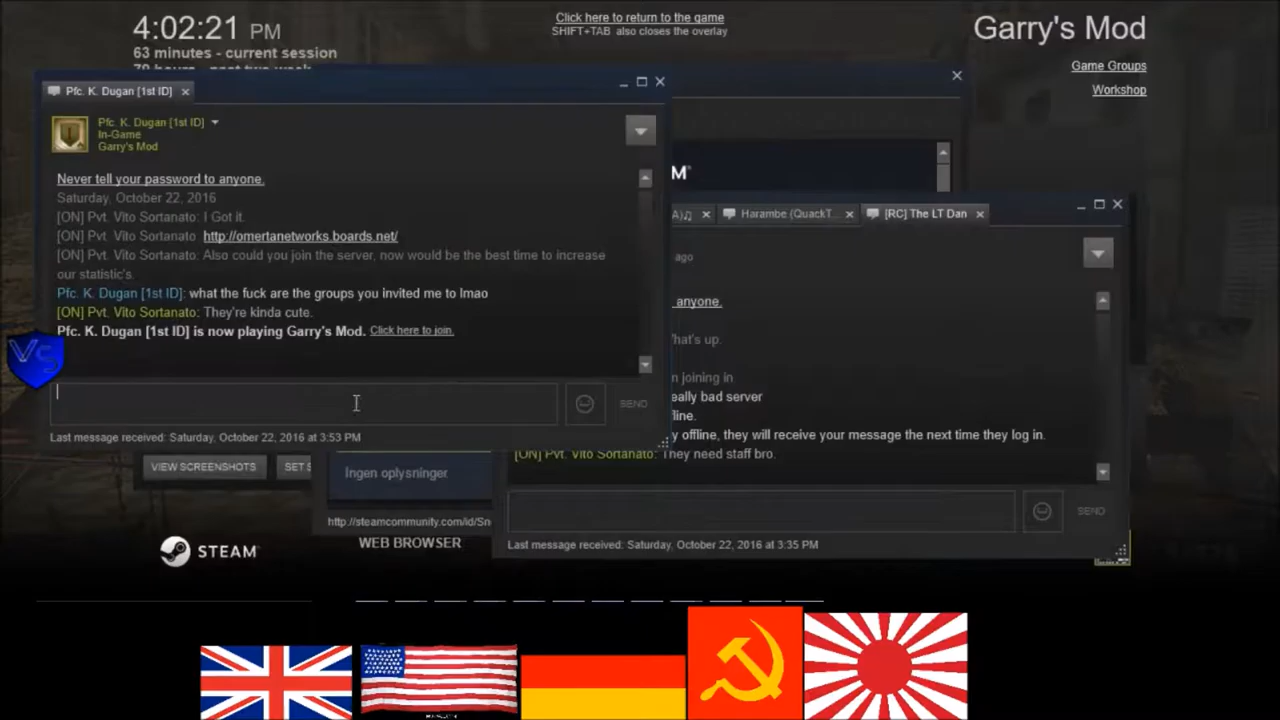 4:02:21 PM
63 minutes - current session
79 hours - past two week
Click here to return to the game
SHIFT+TAB also closes the overlay
Garry's Mod
Game Groups
Workshop
Pfc. K. Dugan [1st ID]
Pfc. K. Dugan [1st ID]
In-Game
Garry's Mod
Never tell your password to anyone.
Saturday, October 22, 2016
[ON] Pvt. Vito Sortanato: I Got it.
[ON] Pvt. Vito Sortanato http://omertanetworks.boards.net/
[ON] Pvt. Vito Sortanato: Also could you join the server, now would be the best time to increase
our statistic's.
Pfc. K. Dugan [1st ID]: what the fuck are the groups you invited me to lmao
[ON] Pvt. Vito Sortanato: They're kinda cute.
Pfc. K. Dugan [1st ID] is now playing Garry's Mod. Click here to join.
SEND
Last message received: Saturday, October 22, 2016 at 3:53 PM
M
A)♫
Harambe (QuackT...
[RC] The LT Dan
ago
anyone.
hat's up.
n joining in
eally bad server
fline.
y offline, they will receive your message the next time they log in.
[ON] Pvt. Vito Sortanato: They need staff bro.
SEND
Last message received: Saturday, October 22, 2016 at 3:35 PM
VIEW SCREENSHOTS
SET S
Ingen oplysninger
http://steamcommunity.com/id/Sn
WEB BROWSER
STEAM
VS